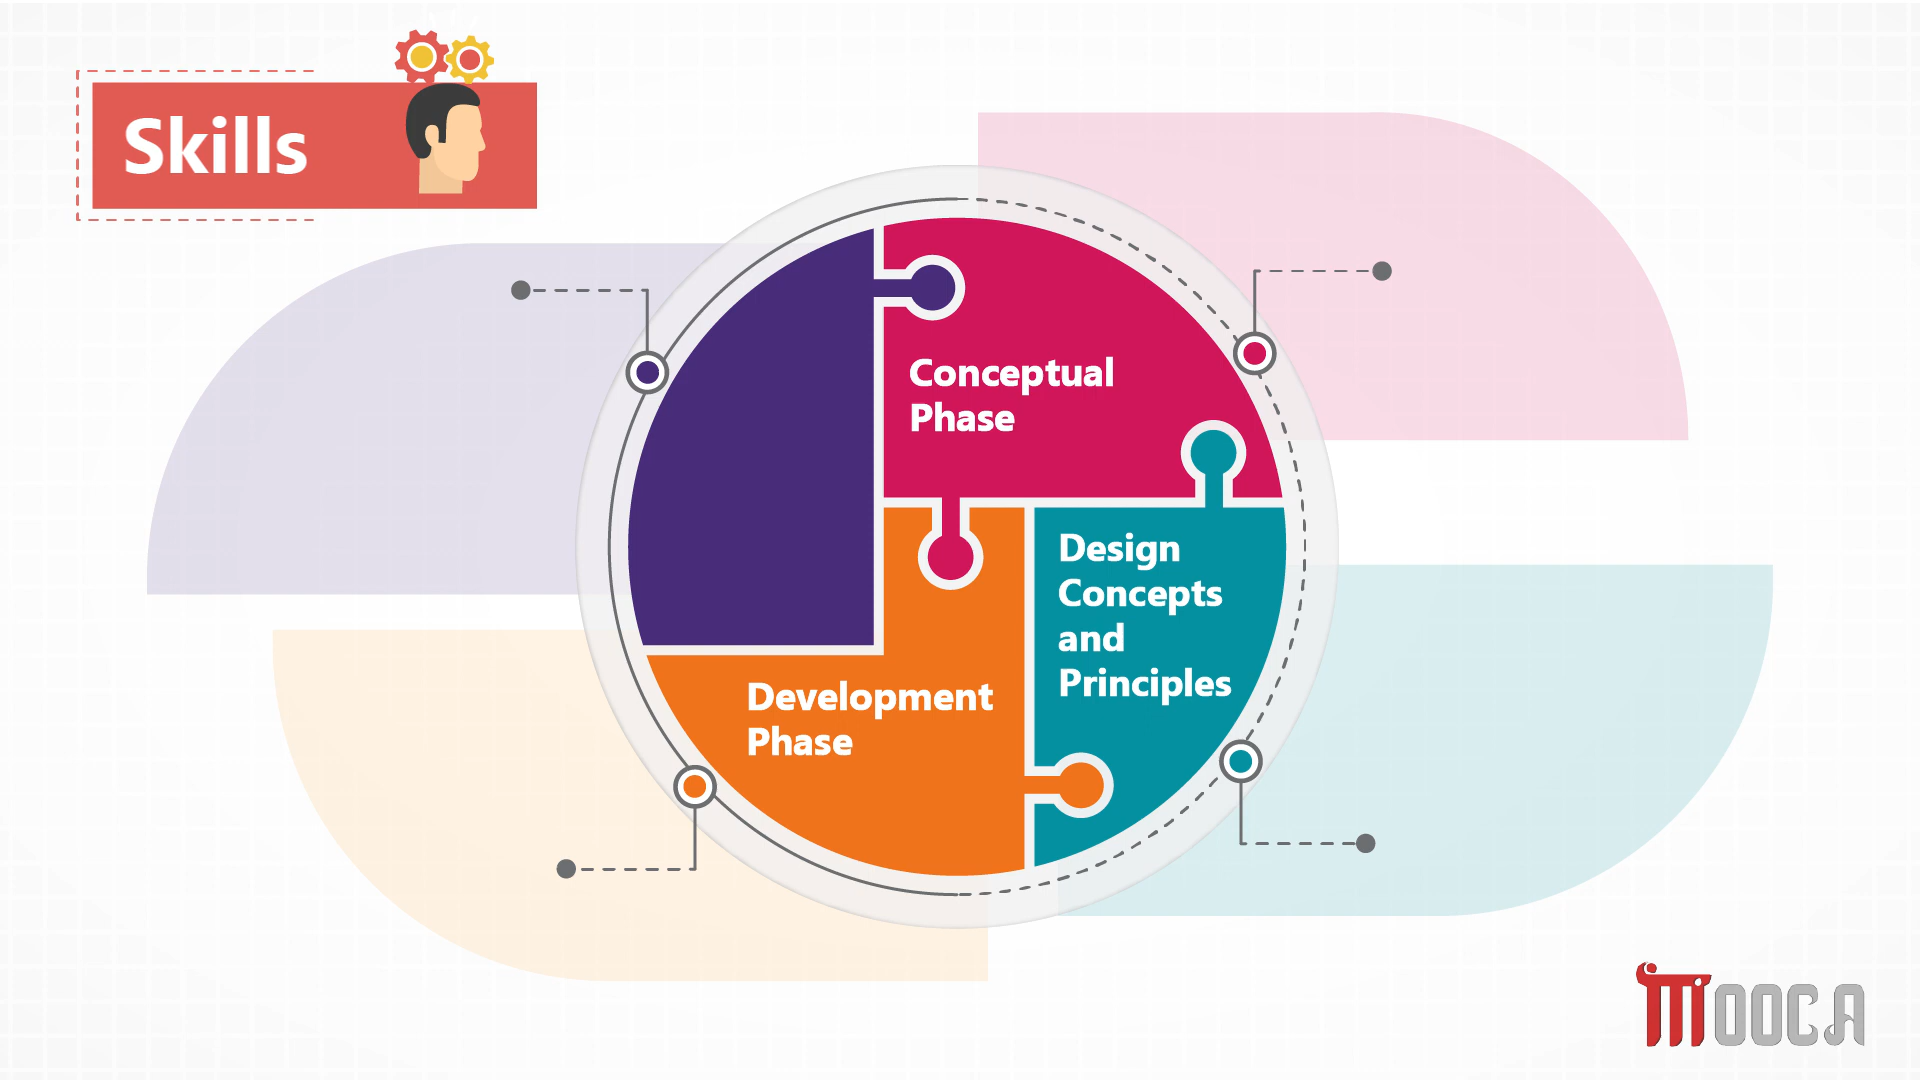 Skills
Conceptual
Phase
Design
Concepts
and
Principles
Development
Phase
MOOCA